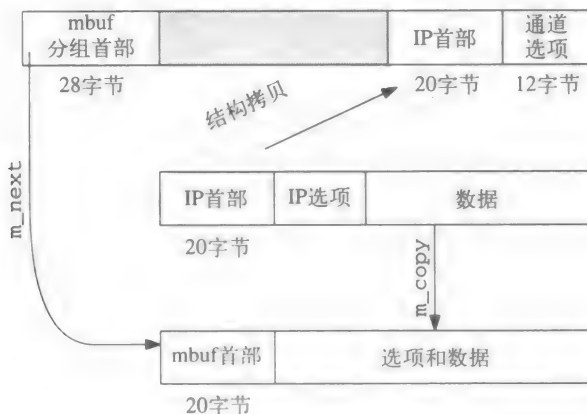 mbuf
分组首部
IP首部
通道
选项
28字节
20字节
12字节
结构拷贝
m_next
IP首部
IP选项
数据
20字节
m_copy
mbuf首部
选项和数据
20字节